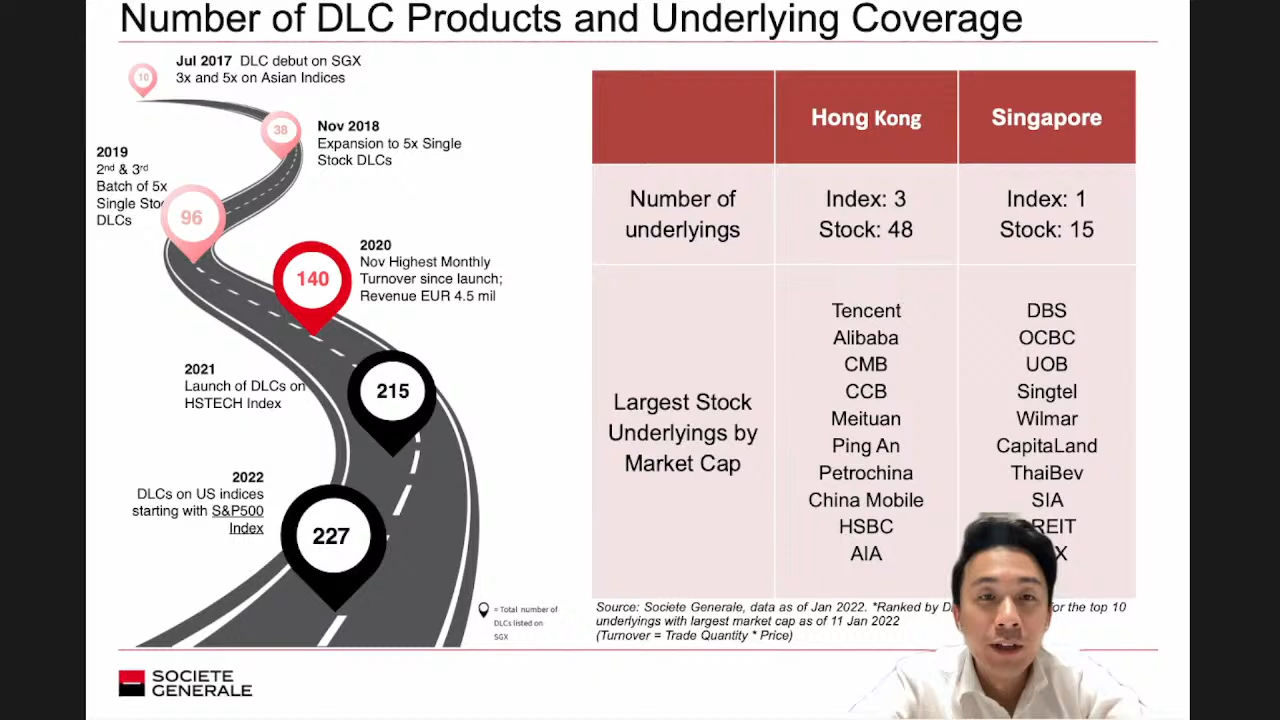 Number of DLC Products and Underlying Coverage
10
Jul 2017 DLC debut on SGX
3x and 5x on Asian Indices
38
Nov 2018
Expansion to 5x Single
Stock DLCs
2019
2nd & 3rd
Batch of 5x
Single Sto
DLCs
96
140
2020
Nov Highest Monthly
Turnover since launch;
Revenue EUR 4.5 mil
2021
Launch of DLCs on
HSTECH Index
215
2022
DLCs on US indices
starting with S&P500
Index
227
= Total number of
DLCs listed on
SGX
Hong Kong
Singapore
Number of
underlyings
Index: 3
Stock: 48
Index: 1
Stock: 15
Largest Stock
Underlyings by
Market Cap
Tencent
Alibaba
CMB
CCB
Meituan
Ping An
Petrochina
China Mobile
HSBC
AIA
DBS
OCBC
UOB
Singtel
Wilmar
CapitaLand
ThaiBev
SIA
REIT
X
Source: Societe Generale, data as of Jan 2022. *Ranked by D for the top 10
underlyings with largest market cap as of 11 Jan 2022
(Turnover = Trade Quantity * Price)
SOCIETE
GENERALE